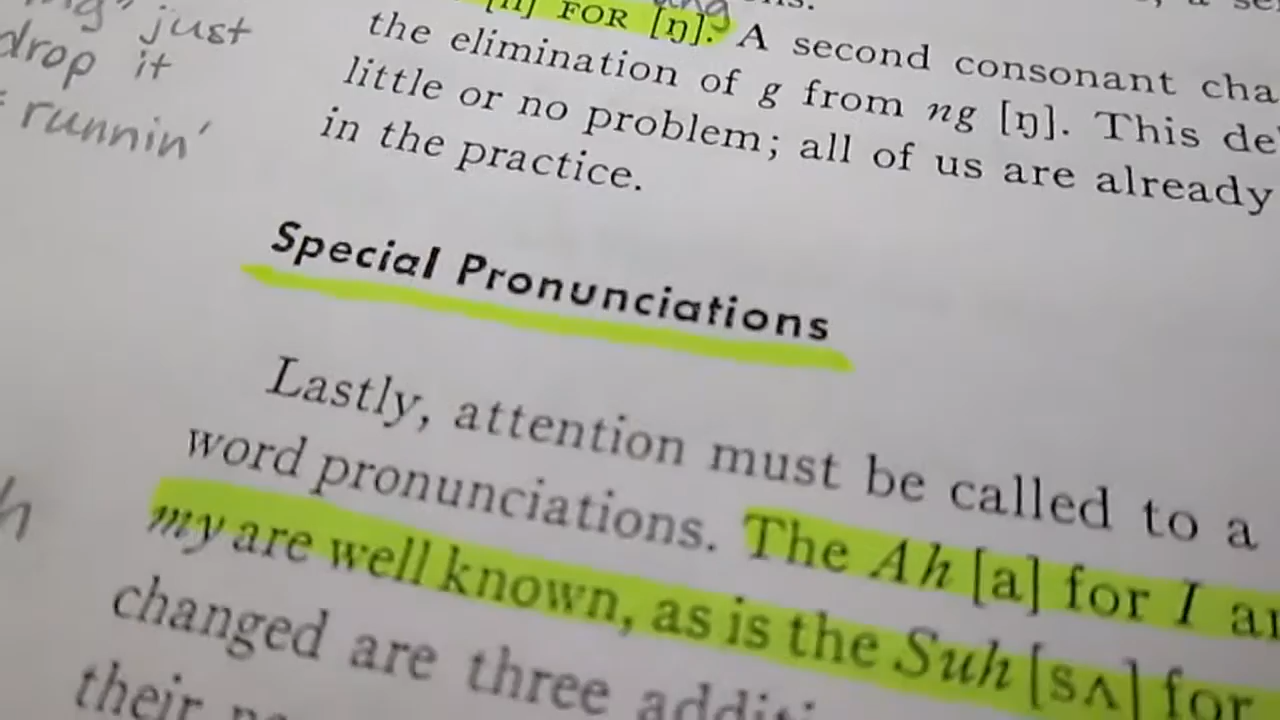 just
drop it
runnin'
FOR [ŋ]. A second consonant
the elimination of g from ng [ŋ]. This
little or no problem; all of us are already
in the practice.
Special Pronunciations
Lastly, attention must be called to a
word pronunciations. The Ah [a] for I
my are well known, as is the Suh [sʌ] for
changed are three
their